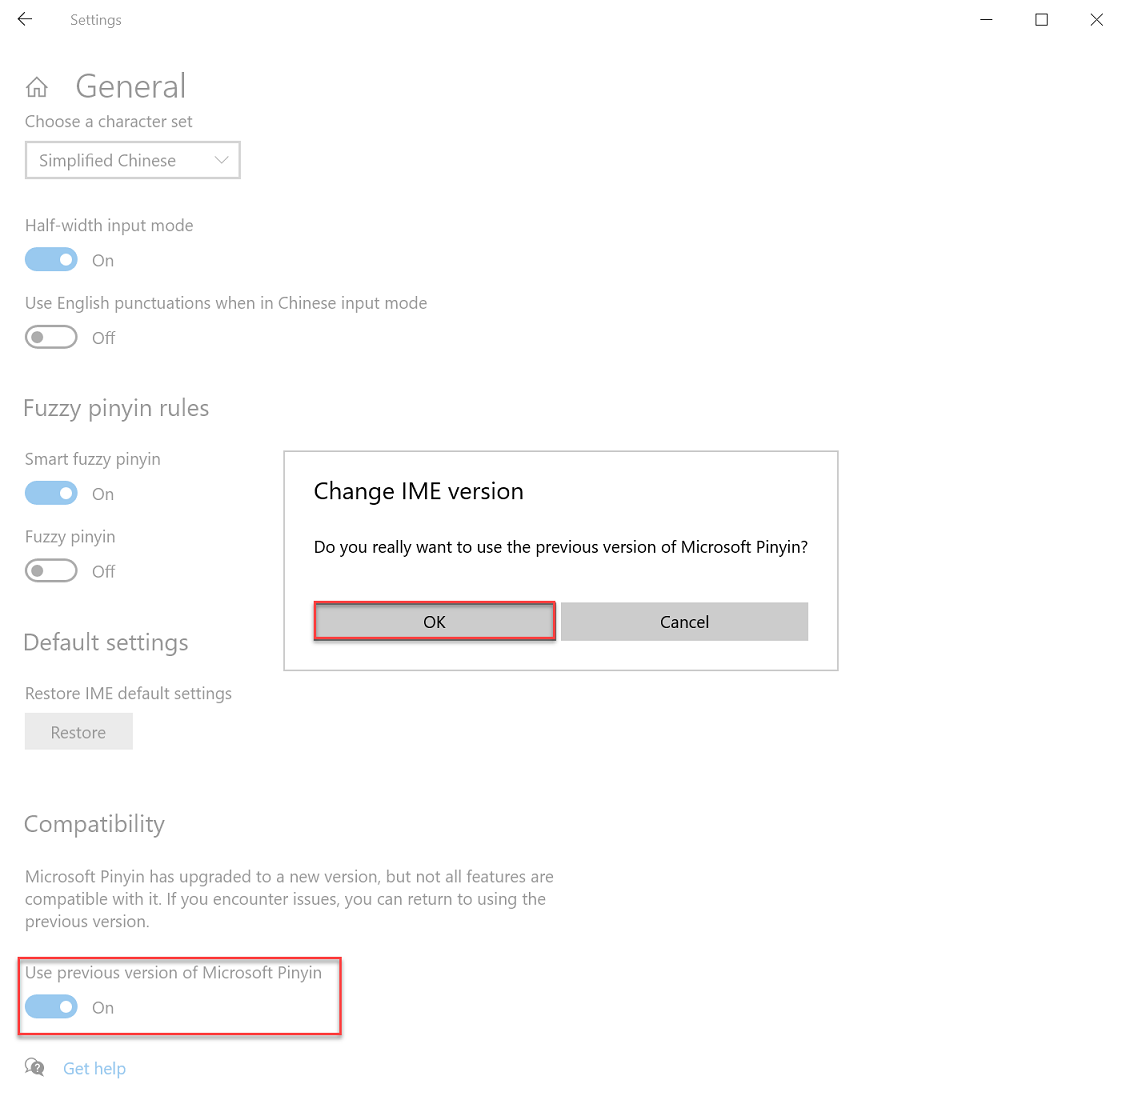 Settings
General
Choose a character set
Simplified Chinese
Half-width input mode
On
Use English punctuations when in Chinese input mode
Off
Fuzzy pinyin rules
Smart fuzzy pinyin
On
Fuzzy pinyin
Off
Change IME version
Do you really want to use the previous version of Microsoft Pinyin?
OK
Cancel
Default settings
Restore IME default settings
Restore
Compatibility
Microsoft Pinyin has upgraded to a new version, but not all features are
compatible with it. If you encounter issues, you can return to using the
previous version.
Use previous version of Microsoft Pinyin
On
Get help